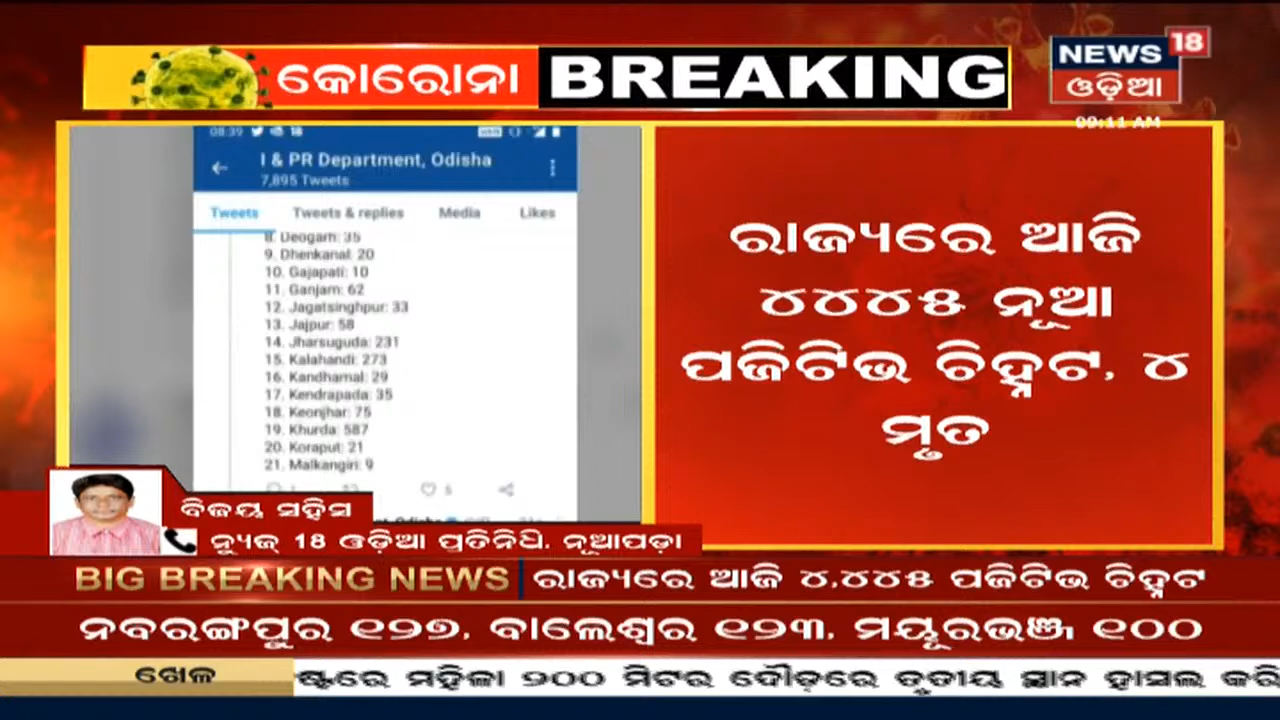 କୋରୋନା BREAKING
NEWS 18
ଓଡ଼ିଆ
09:11 AM
08:39
I & PR Department, Odisha
7,895 Tweets
Tweets Tweets & replies Media Likes
8. Deogarh: 35
9. Dhenkanal: 20
10. Gajapati: 10
11. Ganjam: 62
12. Jagatsinghpur: 33
13. Jajpur: 58
14. Jharsuguda: 231
15. Kalahandi: 273
16. Kandhamal: 29
17. Kendrapada: 35
18. Keonjhar: 75
19. Khurda: 587
20. Koraput: 21
21. Malkangiri: 9
ରାଜ୍ୟରେ ଆଜି
୪୪୪୫ ନୂଆ
ପଜିଟିଭ ଚିହ୍ନଟ, ୪
ମୃତ
ବିଜୟ ସହିସ
ନ୍ୟୁଜ୍ 18 ଓଡ଼ିଆ ପ୍ରତିନିଧି, ନୂଆପଡ଼ା
BIG BREAKING NEWS ରାଜ୍ୟରେ ଆଜି ୪,୪୪୫ ପଜିଟିଭ ଚିହ୍ନଟ
ନବରଙ୍ଗପୁର ୧୨୭, ବାଲେଶ୍ୱର ୧୨୩, ମୟୂରଭଞ୍ଜ ୧୦୦
ଖେଳ ମହିଳା ୨୦୦ ମିଟର ଦୌଡ଼ରେ ତୃତୀୟ ସ୍ଥାନ ହାସଲ